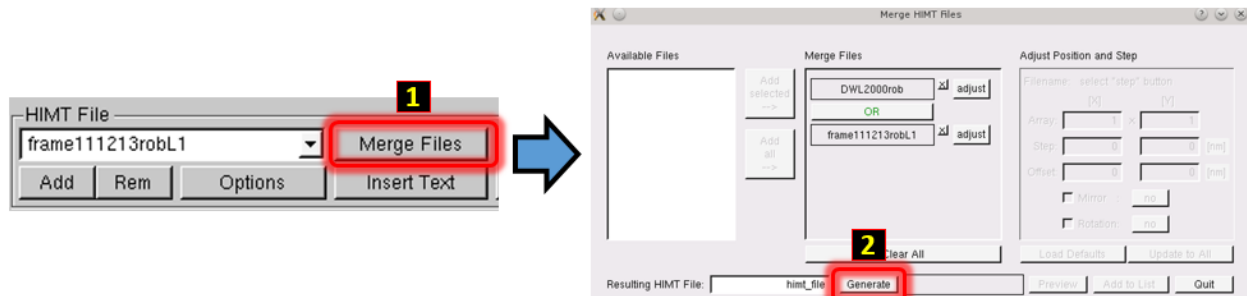 1
HIMT File
frame111213robL1
Merge Files
Add
Rem
Options
Insert Text
Merge HIMT Files
Available Files
Merge Files
Adjust Position and Step
Add
selected
-->
Add
all
-->
DWL2000rob
x
adjust
OR
frame111213robL1
x
adjust
Filename: select "step" button
[X] [Y]
Array: 1 x 1
Step: 0 0 [nm]
Offset: 0 0 [nm]
Mirror : no
Rotation: no
2
Clear All
Load Defaults
Update to All
Resulting HIMT File:
himt_file
Generate
Preview
Add to List
Quit